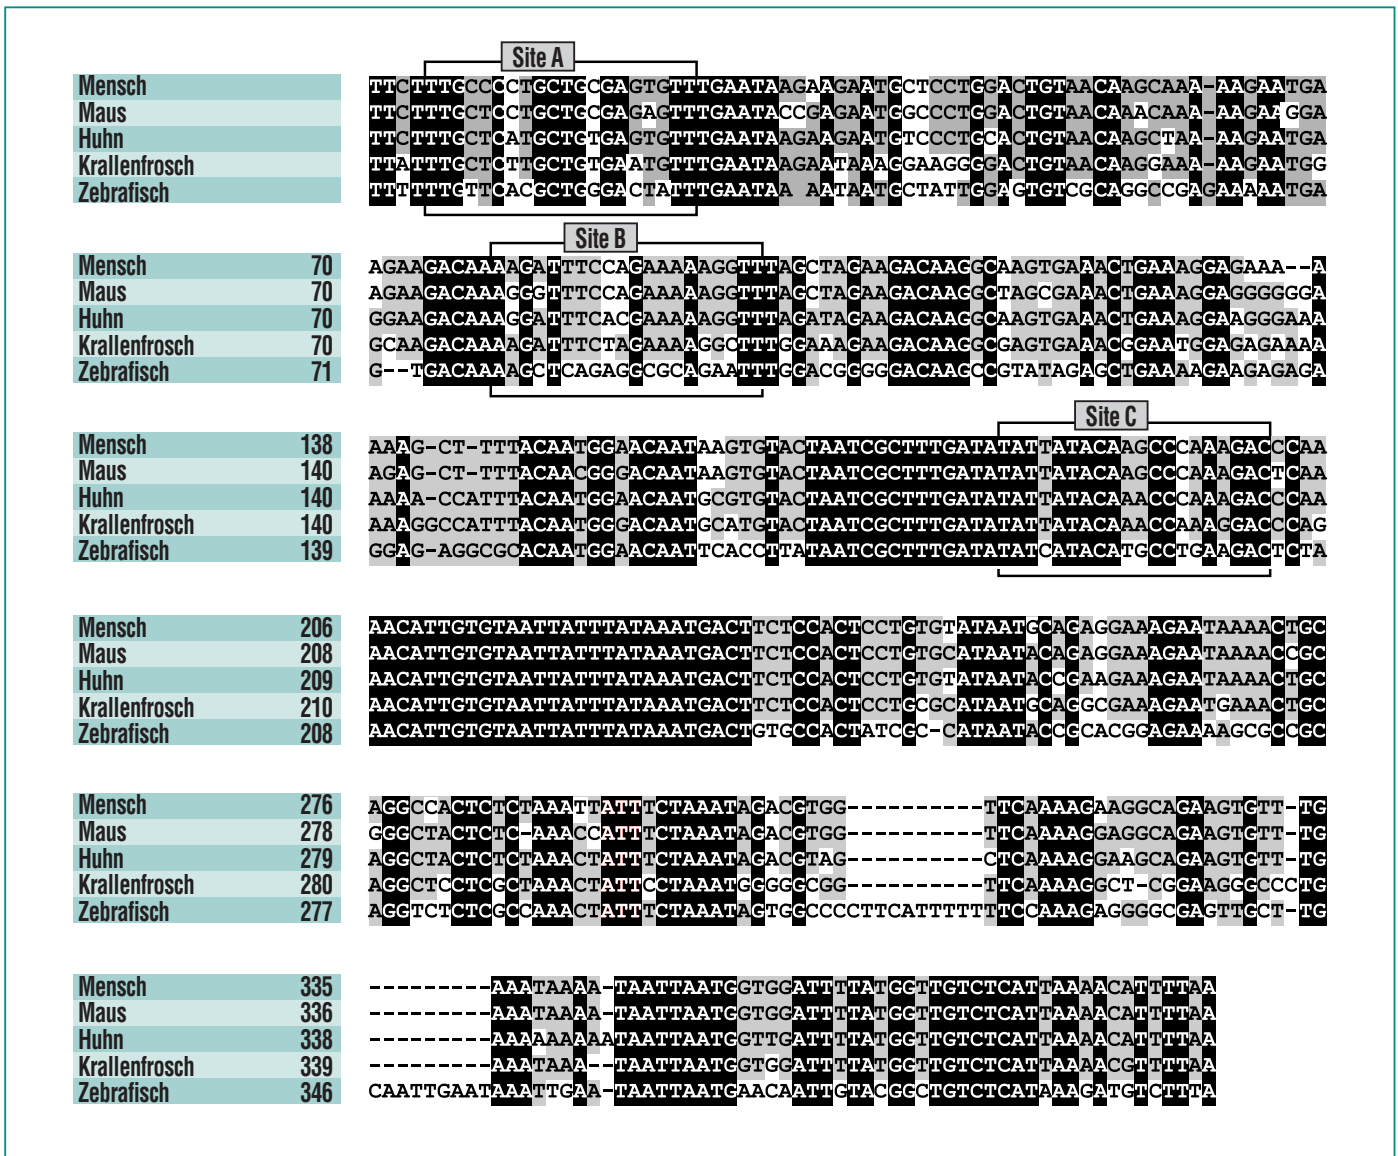 Site A
Mensch TTCTTTGCCCCTGCTGCGAGTGTTTGAATAAGAAGAATGCTCCTGGACTGTAACAAGCAAA-AAGAATGA
Maus TTCTTTGCTCCTGCTGCGAGAGTTTGAATACCGAGAATGGCCCTGGACTGTAACAAACAAA-AAGAAGGA
Huhn TTCTTTGCTCATGCTGTGAGTGTTTGAATAAGAAGAATGTCCCTGCACTGTAACAAGCTAA-AAGAATGA
Krallenfrosch TTATTTGCTCTTGCTGTGAATGTTTGAATAAGAATAAAGGAAGGGGACTGTAACAAGGAAA-AAGAATGG
Zebrafisch TTTTTTGTTCACGCTGGGACTATTTGAATAA AATAATGCTATTGGAGTGTCGCAGGCCGAGAAAAATGA
Site B
Mensch 70 AGAAGACAAAAGATTTCCAGAAAAAGGTTTAGCTAGAAGACAAGGCAAGTGAAACTGAAAGGAGAAA--A
Maus 70 AGAAGACAAAGGGTTTCCAGAAAAAGGTTTAGCTAGAAGACAAGGCTAGCGAAACTGAAAGGAGGGGGGA
Huhn 70 GGAAGACAAAGGATTTCACGAAAAAGGTTTAGATAGAAGACAAGGCAAGTGAAACTGAAAGGAAGGGAAA
Krallenfrosch 70 GCAAGACAAAAGATTTCTAGAAAAGGCTTTGGAAAGAAGACAAGGCGAGTGAAACGGAATGGAGAGAAAA
Zebrafisch 71 G--TGACAAAAGCTCAGAGGCGCAGAATTTGGACGGGGGACAAGCCGTATAGAGCTGAAAAGAAGAGAGA
Site C
Mensch 138 AAAG-CT-TTTACAATGGAACAATAAGTGTACTAATCGCTTTGATATATTATACAAGCCCAAAGACCCAA
Maus 140 AGAG-CT-TTTACAACGGGACAATAAGTGTACTAATCGCTTTGATATATTATACAAGCCCAAAGACTCAA
Huhn 140 AAAA-CCATTTACAATGGAACAATGCGTGTACTAATCGCTTTGATATATTATACAAACCCAAAGACCCAA
Krallenfrosch 140 AAAGGCCATTTACAATGGGACAATGCATGTACTAATCGCTTTGATATATTATACAAACCAAAGGACCCAG
Zebrafisch 139 GGAG-AGGCGCACAATGGAACAATTCACCTTATAATCGCTTTGATATATCATACATGCCTGAAGACTCTA
Mensch 206 AACATTGTGTAATTATTTATAAATGACTTCTCCACTCCTGTGTATAATGCAGAGGAAAGAATAAAACTGC
Maus 208 AACATTGTGTAATTATTTATAAATGACTTCTCCACTCCTGTGCATAATACAGAGGAAAGAATAAAACCGC
Huhn 209 AACATTGTGTAATTATTTATAAATGACTTCTCCACTCCTGTGTATAATACCGAAGAAAGAATAAAACTGC
Krallenfrosch 210 AACATTGTGTAATTATTTATAAATGACTTCTCCACTCCTGCGCATAATGCAGGCGAAAGAATGAAACTGC
Zebrafisch 208 AACATTGTGTAATTATTTATAAATGACTGTGCCACTATCGC-CATAATACCGCACGGAGAAAAGCGCCGC
Mensch 276 AGGCCACTCTCTAAATTATTTCTAAATAGACGTGG----------TTCAAAAGAAGGCAGAAGTGTT-TG
Maus 278 GGGCTACTCTC-AAACCATTTCTAAATAGACGTGG----------TTCAAAAGGAGGCAGAAGTGTT-TG
Huhn 279 AGGCTACTCTCTAAACTATTTCTAAATAGACGTAG----------CTCAAAAGGAAGCAGAAGTGTT-TG
Krallenfrosch 280 AGGCTCCTCGCTAAACTATTCCTAAATGGGGGCGG----------TTCAAAAGGCT-CGGAAGGGCCCTG
Zebrafisch 277 AGGTCTCTCGCCAAACTATTTCTAAATAGTGGCCCCTTCATTTTTTTCCAAAGAGGGGCGAGTTGCT-TG
Mensch 335 ---------AAATAAAA-TAATTAATGGTGGATTTTATGGTTGTCTCATTAAAACATTTTAA
Maus 336 ---------AAATAAAA-TAATTAATGGTGGATTTTATGGTTGTCTCATTAAAACATTTTAA
Huhn 338 ---------AAAAAAAAATAATTAATGGTTGATTTTATGGTTGTCTCATTAAAACATTTTAA
Krallenfrosch 339 ---------AAATAAA--TAATTAATGGTGGATTTTATGGTTGTCTCATTAAAACGTTTTAA
Zebrafisch 346 CAATTGAATAAATTGAA-TAATTAATGAACAATTGTACGGCTGTCTCATAAAGATGTCTTTA